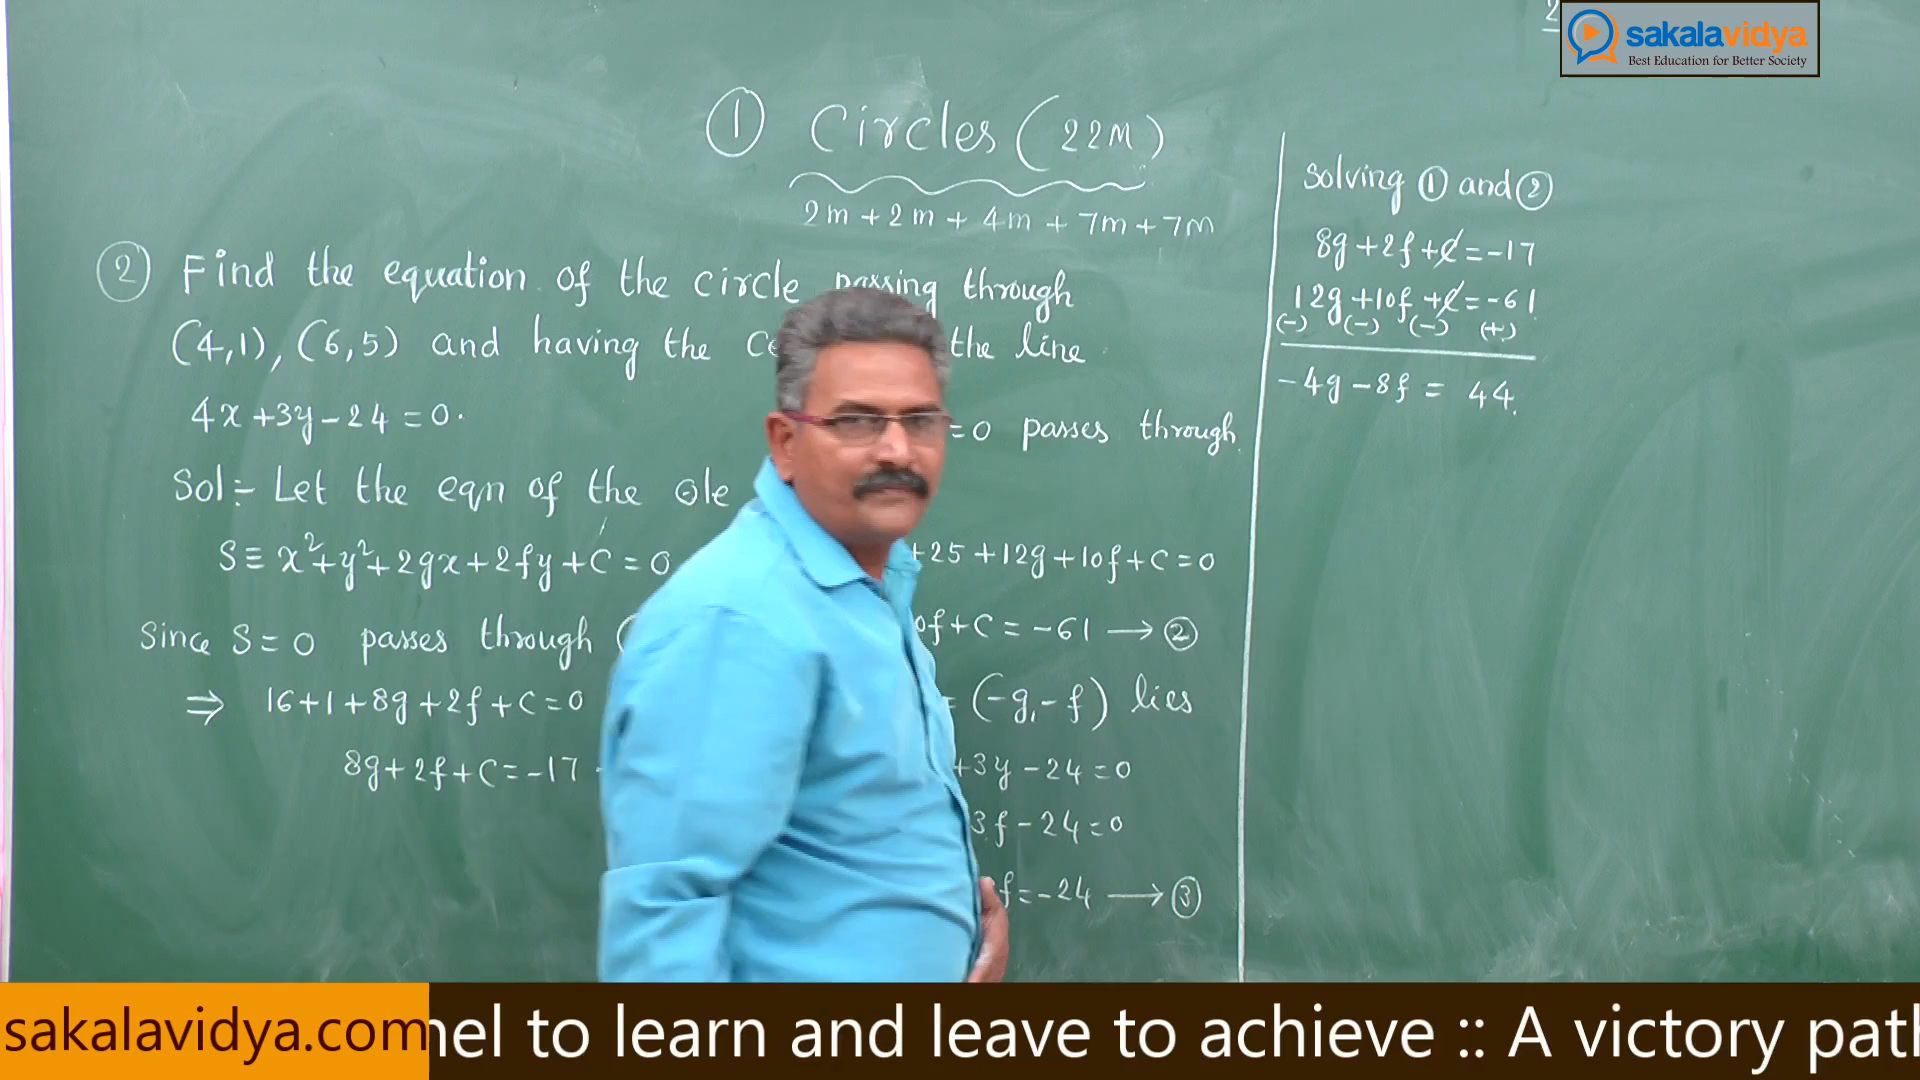 sakalavidya
Best Education for Better Society
① Circles (22M)
2m + 2m + 4m + 7m + 7M
② Find the equation of the circle passing through
(4,1), (6,5) and having the the line
4x + 3y - 24 = 0.
Sol:- Let the eqn of the ⊙le
S ≡ x² + y² + 2gx + 2fy + C = 0
Since S = 0 passes through (
⇒ 16 + 1 + 8g + 2f + C = 0
8g + 2f + C = -17
= 0 passes through
+ 25 + 12g + 10f + C = 0
0f + C = -61 → ②
= (-g, -f) lies
+ 3y - 24 = 0
3f - 24 = 0
f = -24 → ③
Solving ① and ②
8g + 2f + c = -17
12g + 10f + c = -61
(-) (-) (-) (+)
-4g - 8f = 44.
sakalavidya.com
nel to learn and leave to achieve :: A victory path